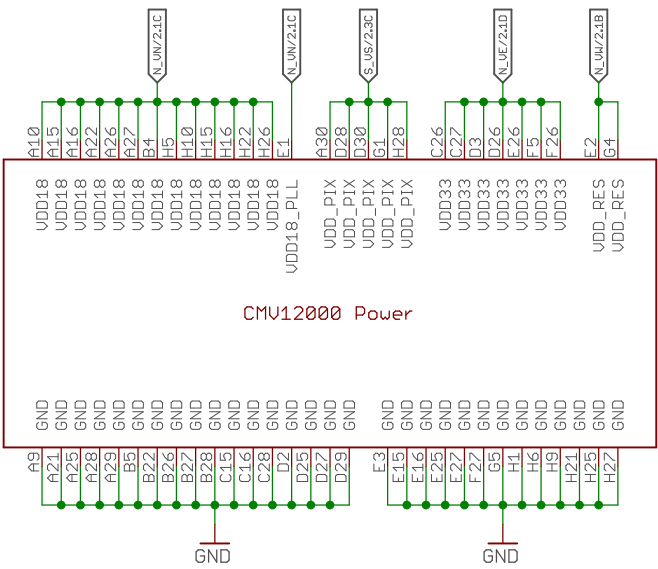 N_VN/2.1C N_VN/2.1C S_VS/2.3C N_VE/2.1D N_VW/2.1B
A10 A15 A16 A22 A26 A27 B4 H5 H10 H15 H16 H22 H26 E1 A30 D28 D30 G1 H28 C26 C27 D3 D26 E26 F5 F26 E2 G4
VDD18 VDD18 VDD18 VDD18 VDD18 VDD18 VDD18 VDD18 VDD18 VDD18 VDD18 VDD18 VDD18 VDD18_PLL VDD_PIX VDD_PIX VDD_PIX VDD_PIX VDD_PIX VDD33 VDD33 VDD33 VDD33 VDD33 VDD33 VDD33 VDD_RES VDD_RES
CMV12000 Power
GND GND GND GND GND GND GND GND GND GND GND GND GND GND GND GND GND GND GND GND GND GND GND GND GND GND GND GND GND GND
A9 A21 A25 A28 A29 B5 B22 B26 B27 B28 C15 C16 C28 D2 D25 D27 D29 E3 E15 E16 E25 E27 F27 G5 H1 H6 H9 H21 H25 H27
GND GND